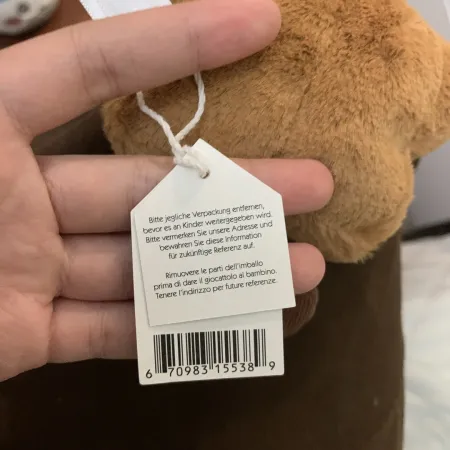 Bitte jegliche Verpackung entfernen,
bevor es an Kinder weitergegeben wird.
Bitte vermerken Sie unsere Adresse und
bewahren Sie diese Information
für zukünftige Referenz auf.
Rimuovere le parti dell'imballo
prima di dare il giocattolo al bambino.
Tenere l'indirizzo per future referenze.
6 70983 15538 9